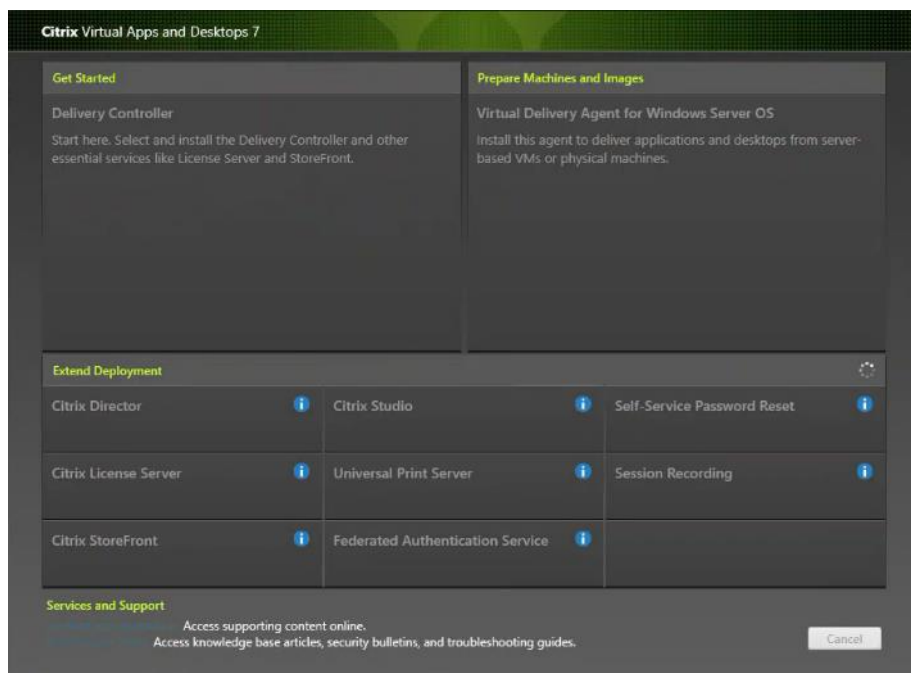 Citrix Virtual Apps and Desktops 7
Get Started
Delivery Controller
Start here. Select and install the Delivery Controller and other
essential services like License Server and StoreFront.
Prepare Machines and Images
Virtual Delivery Agent for Windows Server OS
Install this agent to deliver applications and desktops from server-
based VMs or physical machines.
Extend Deployment
Citrix Director
Citrix Studio
Self-Service Password Reset
Citrix License Server
Universal Print Server
Session Recording
Citrix StoreFront
Federated Authentication Service
Services and Support
Access supporting content online.
Access knowledge base articles, security bulletins, and troubleshooting guides.
Cancel